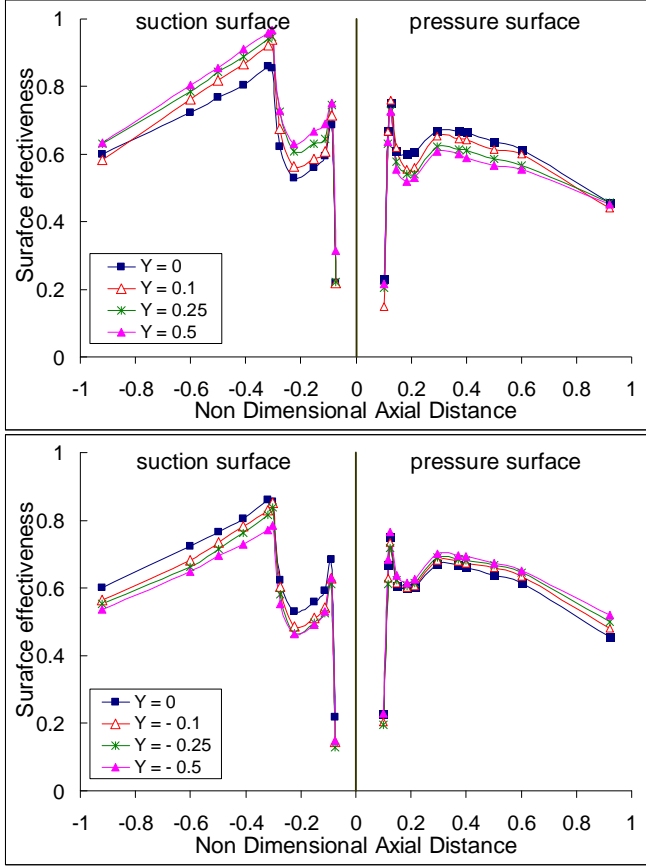 suction surface
pressure surface
1
0.8
0.6
0.4
0.2
0
Surafce effectiveness
Y = 0
Y = 0.1
Y = 0.25
Y = 0.5
-1 -0.8 -0.6 -0.4 -0.2 0 0.2 0.4 0.6 0.8 1
Non Dimensional Axial Distance
suction surface
pressure surface
1
0.8
0.6
0.4
0.2
0
Surafce effectiveness
Y = 0
Y = - 0.1
Y = - 0.25
Y = - 0.5
-1 -0.8 -0.6 -0.4 -0.2 0 0.2 0.4 0.6 0.8 1
Non Dimensional Axial Distance